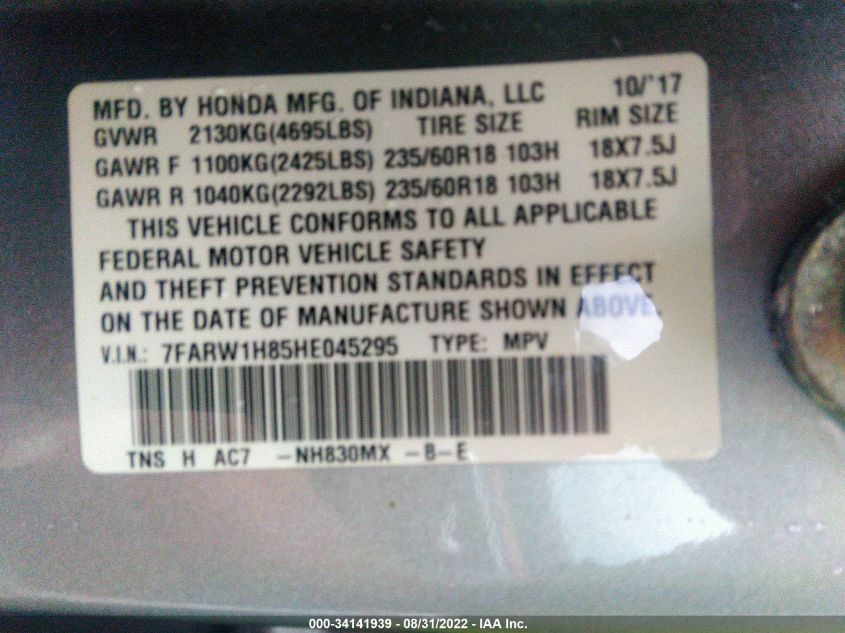 MFD. BY HONDA MFG. OF INDIANA, LLC 10/'17
GVWR 2130KG(4695LBS) TIRE SIZE RIM SIZE
GAWR F 1100KG(2425LBS) 235/60R18 103H 18X7.5J
GAWR R 1040KG(2292LBS) 235/60R18 103H 18X7.5J
THIS VEHICLE CONFORMS TO ALL APPLICABLE
FEDERAL MOTOR VEHICLE SAFETY
AND THEFT PREVENTION STANDARDS IN EFFECT
ON THE DATE OF MANUFACTURE SHOWN ABOVE.
V.I.N.: 7FARW1H85HE045295 TYPE: MPV
TNS H AC7 -NH830MX -B-E
000-34141939 - 08/31/2022 - IAA Inc.